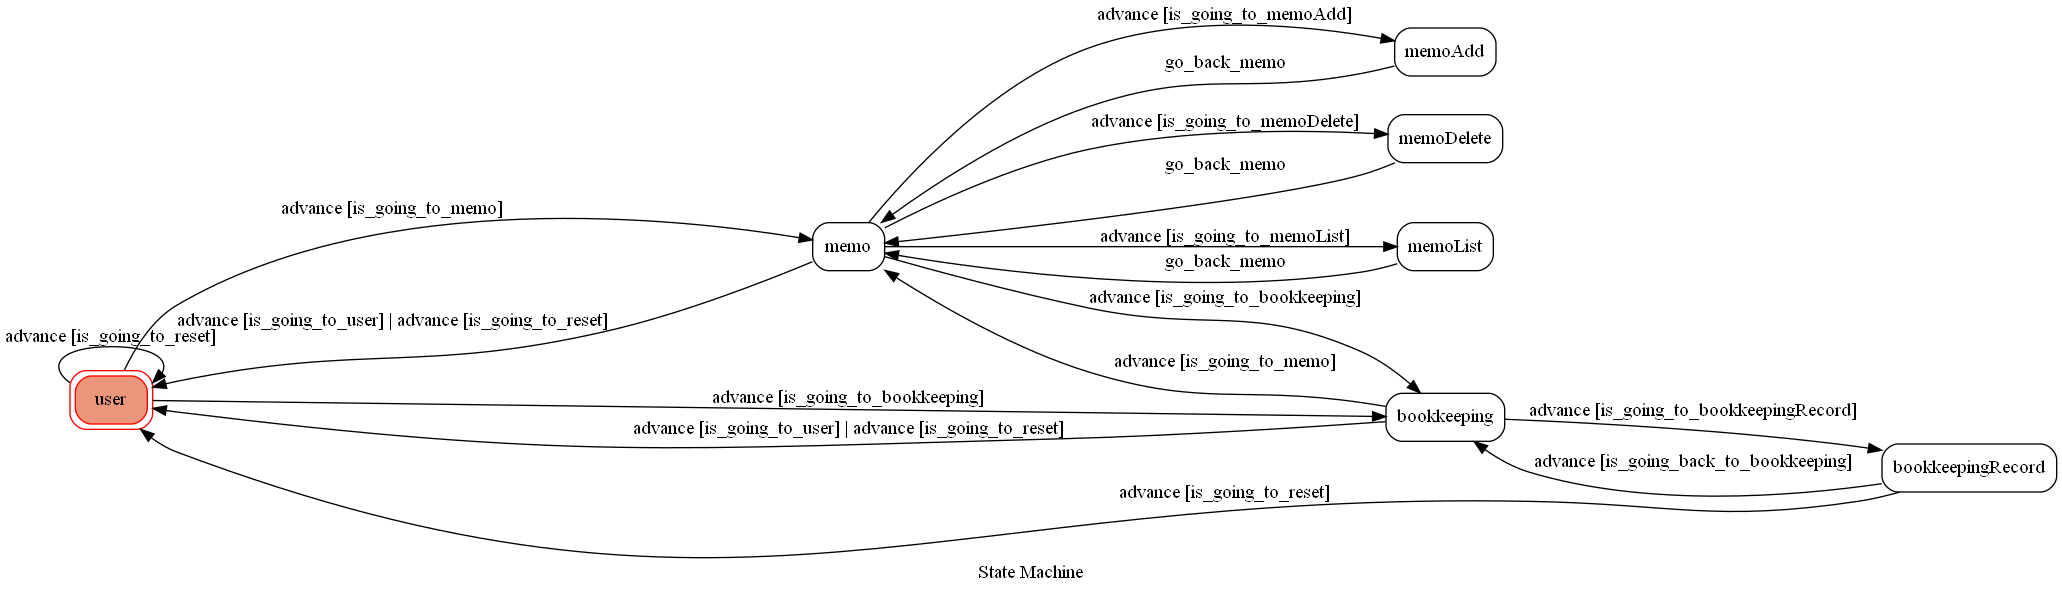 advance [is_going_to_memoAdd]
memoAdd
go_back_memo
advance [is_going_to_memoDelete]
memoDelete
go_back_memo
advance [is_going_to_memo]
memo
advance [is_going_to_memoList]
memoList
go_back_memo
advance [is_going_to_bookkeeping]
advance [is_going_to_user] | advance [is_going_to_reset]
advance [is_going_to_reset]
advance [is_going_to_memo]
user
advance [is_going_to_bookkeeping]
bookkeeping
advance [is_going_to_bookkeepingRecord]
advance [is_going_to_user] | advance [is_going_to_reset]
advance [is_going_back_to_bookkeeping]
bookkeepingRecord
advance [is_going_to_reset]
State Machine